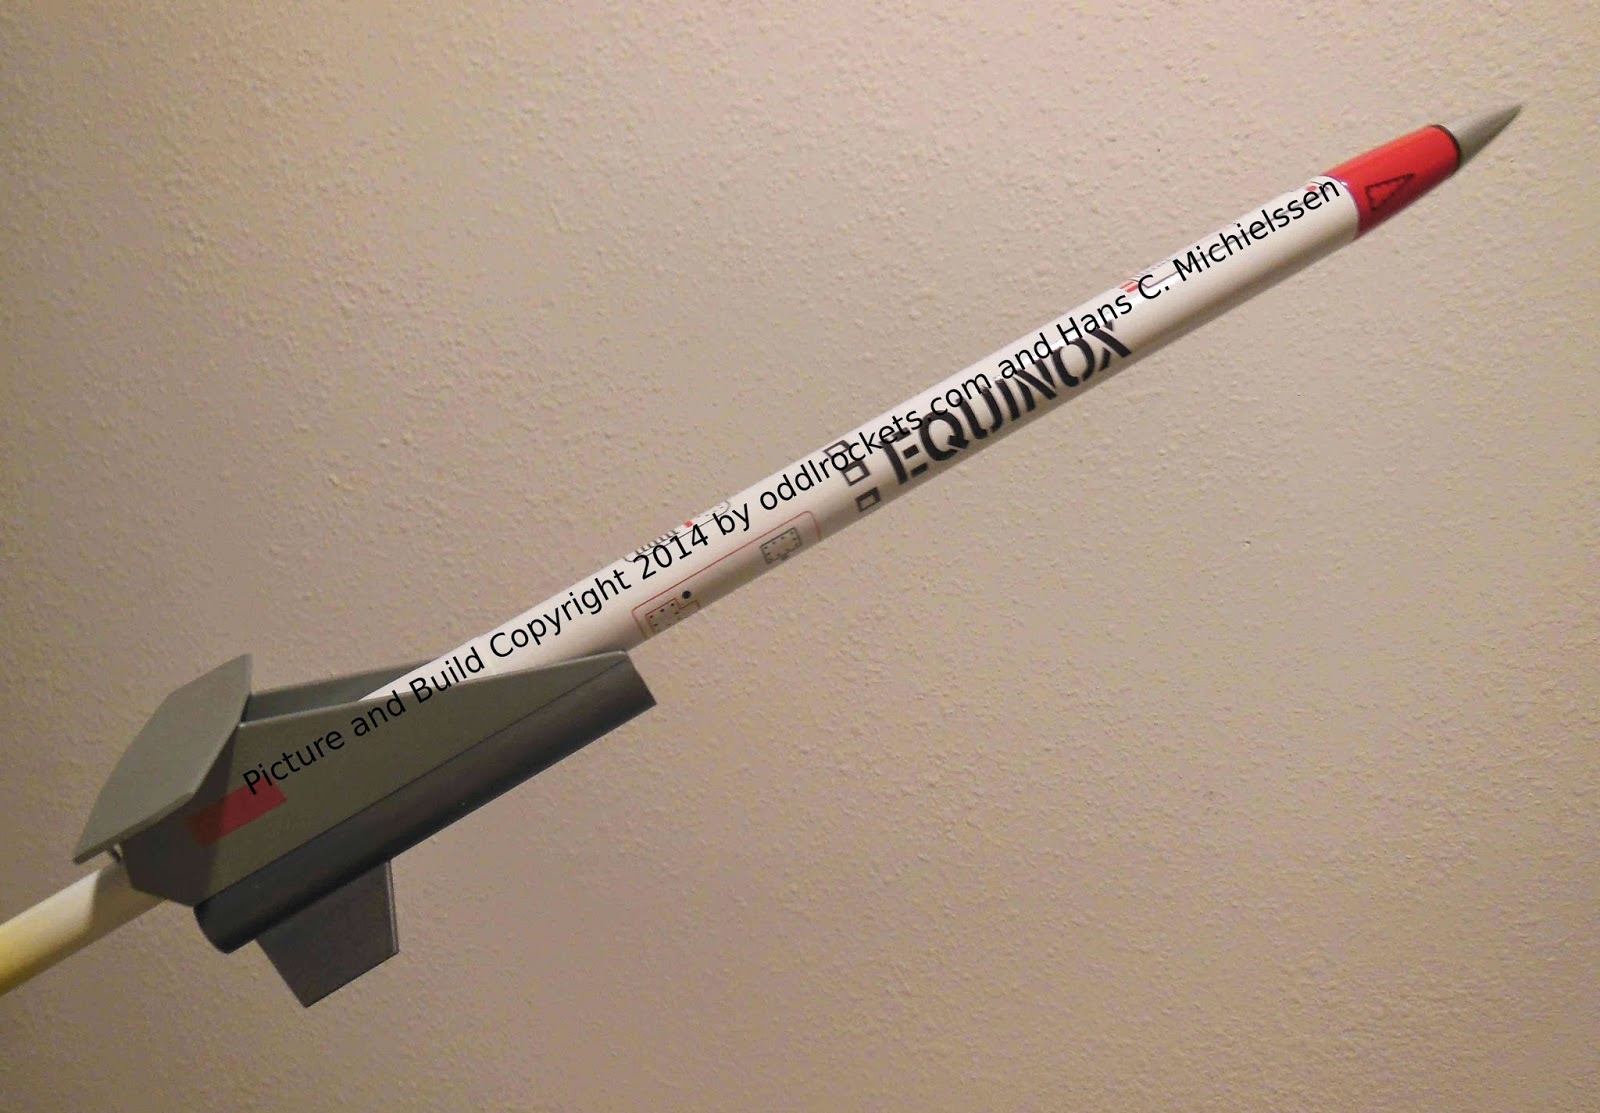 Picture and Build Copyright 2014 by oddlrockets.com and Hans C. Michielssen
EQUINOX